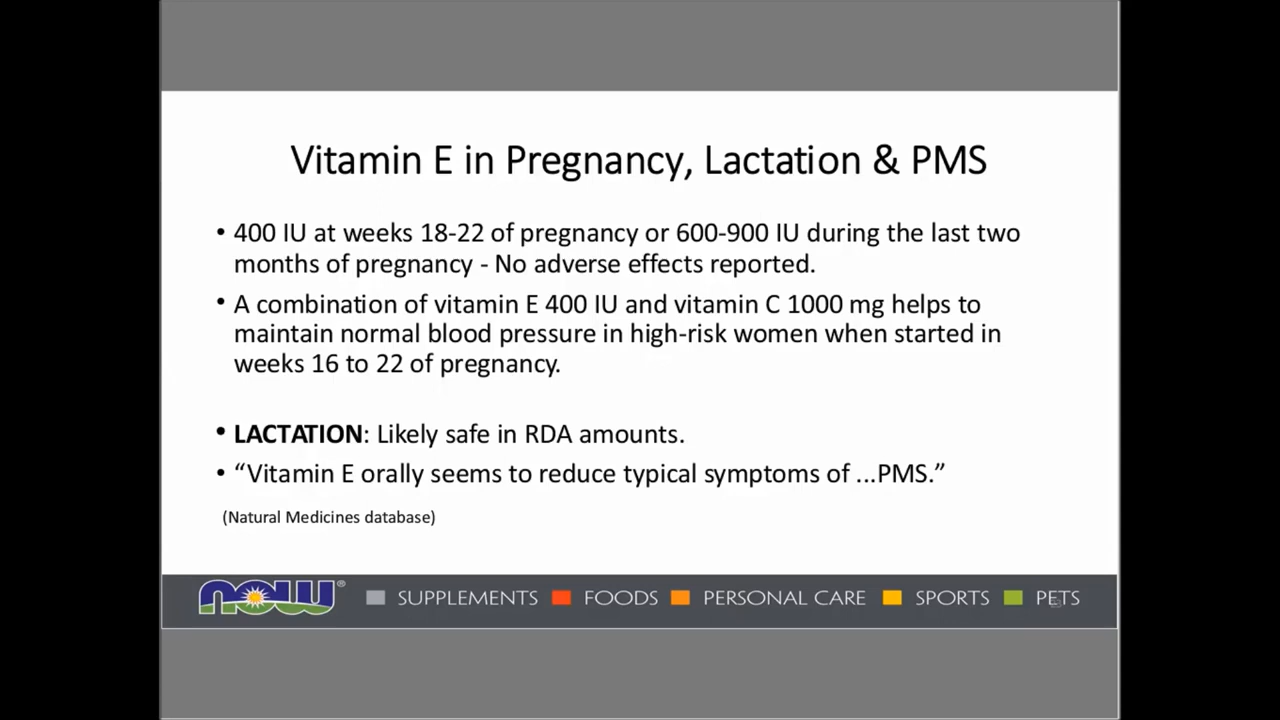 Vitamin E in Pregnancy, Lactation & PMS
• 400 IU at weeks 18-22 of pregnancy or 600-900 IU during the last two
months of pregnancy - No adverse effects reported.
• A combination of vitamin E 400 IU and vitamin C 1000 mg helps to
maintain normal blood pressure in high-risk women when started in
weeks 16 to 22 of pregnancy.
• LACTATION: Likely safe in RDA amounts.
• “Vitamin E orally seems to reduce typical symptoms of ...PMS.”
(Natural Medicines database)
now® SUPPLEMENTS FOODS PERSONAL CARE SPORTS PETS